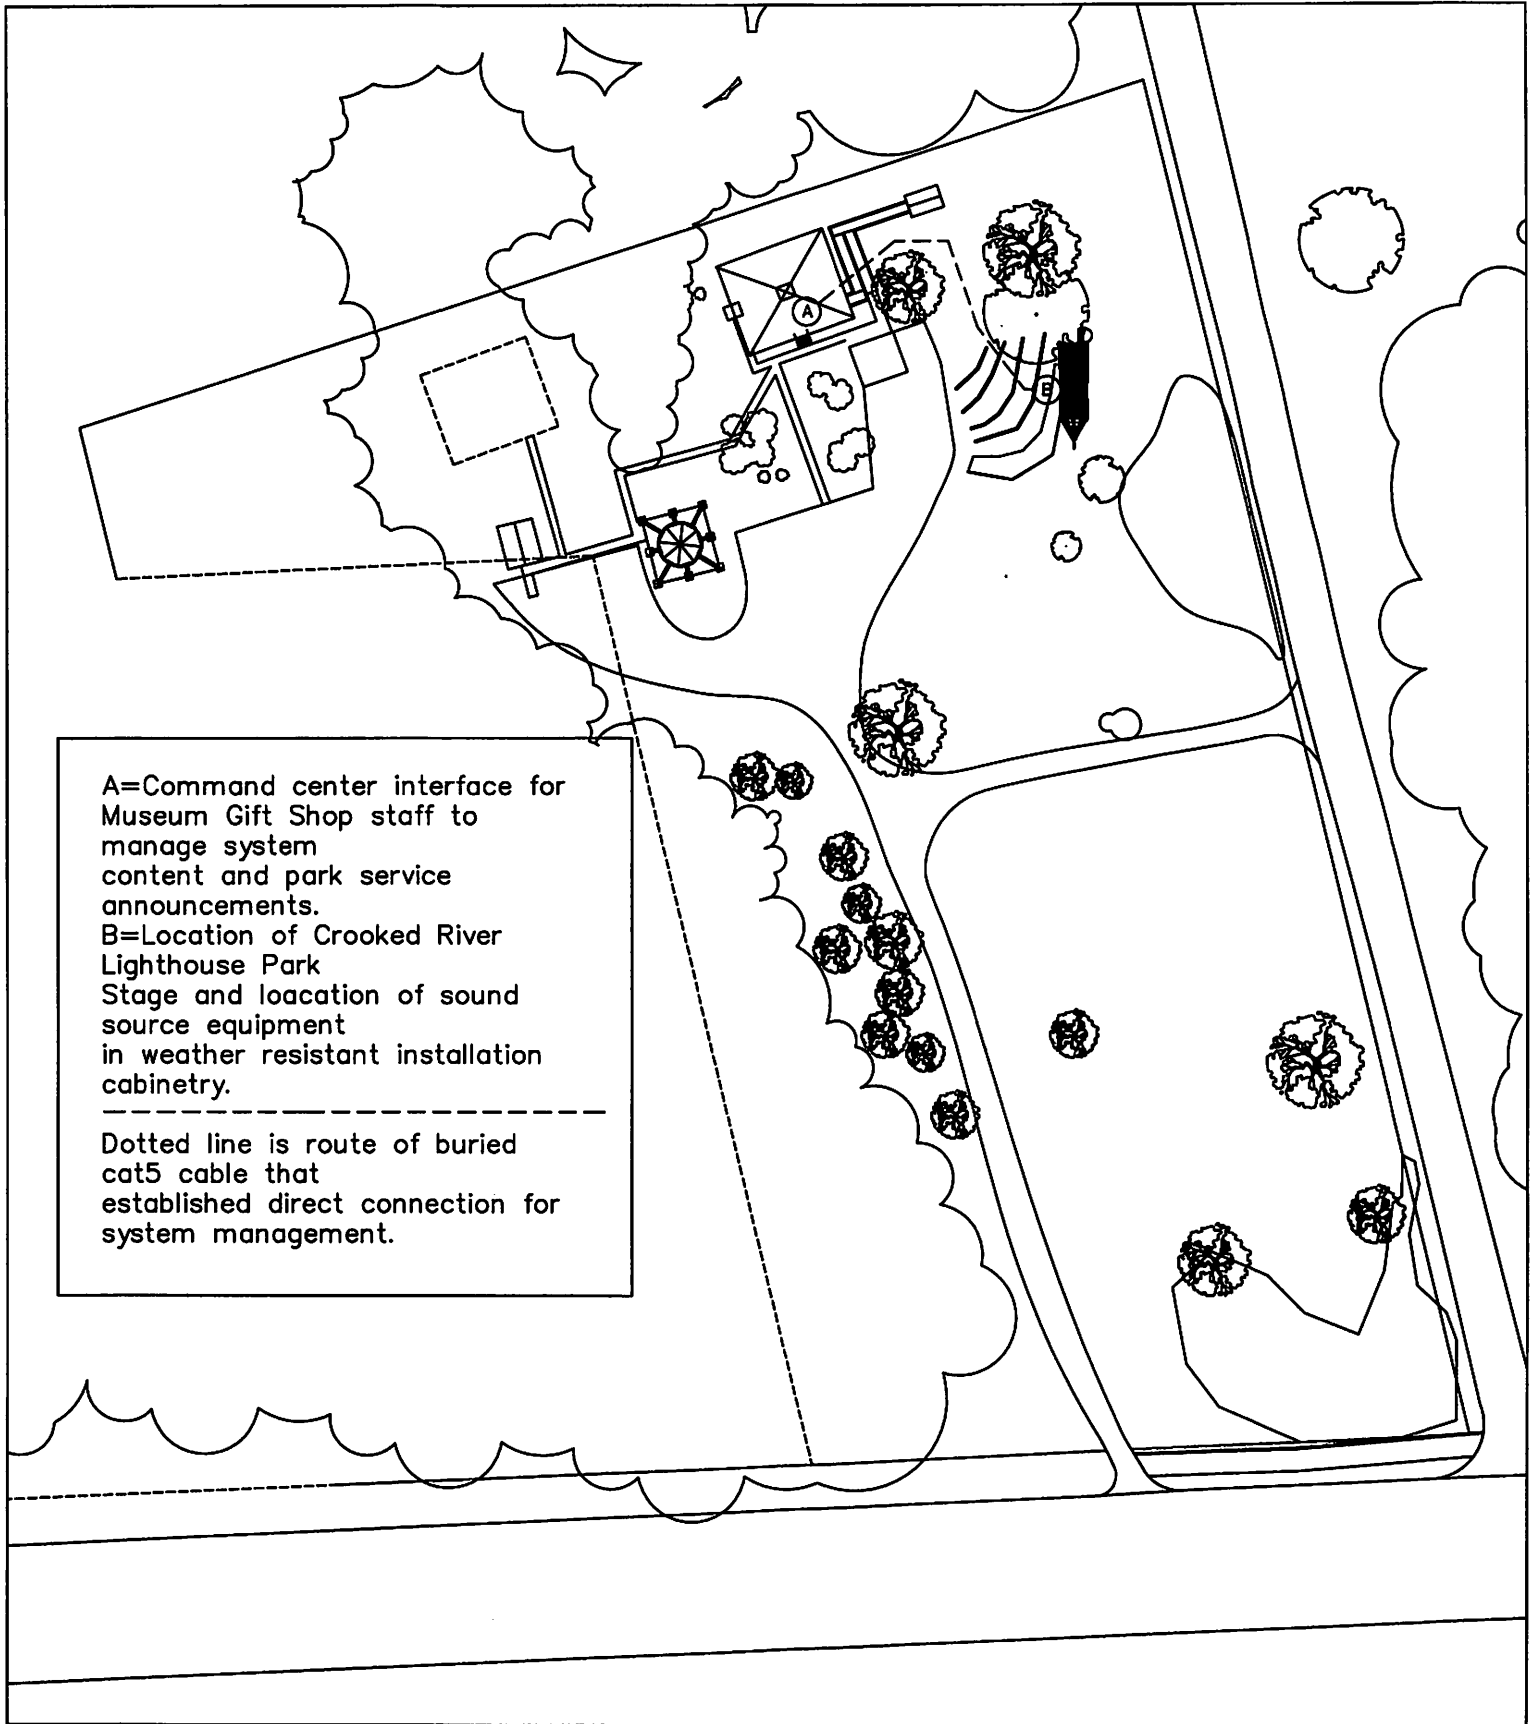 A
B
A=Command center interface for
Museum Gift Shop staff to
manage system
content and park service
announcements.
B=Location of Crooked River
Lighthouse Park
Stage and loacation of sound
source equipment
in weather resistant installation
cabinetry.
Dotted line is route of buried
cat5 cable that
established direct connection for
system management.